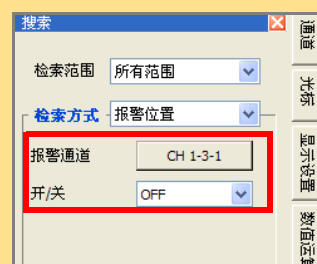 搜索
检索范围 所有范围
检索方式 报警位置
报警通道 CH 1-3-1
开/关 OFF
通道
光标
显示设置
数值运算